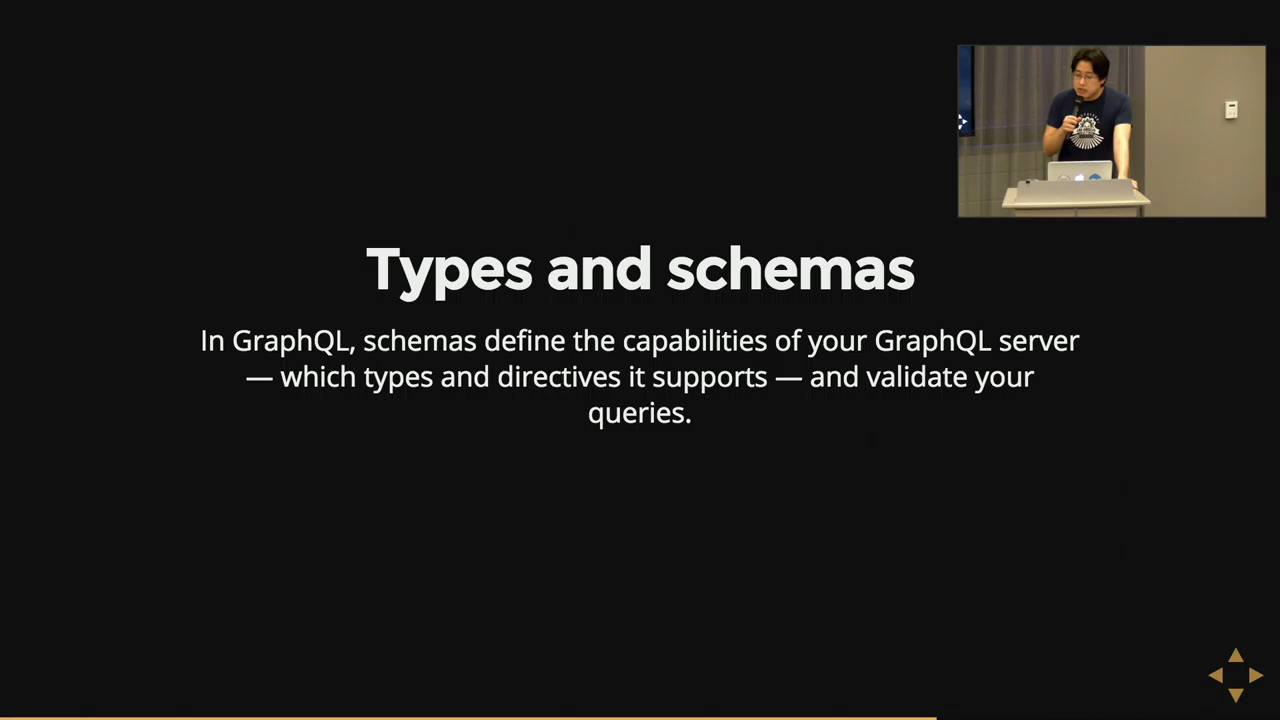 Types and schemas
In GraphQL, schemas define the capabilities of your GraphQL server
— which types and directives it supports — and validate your
queries.